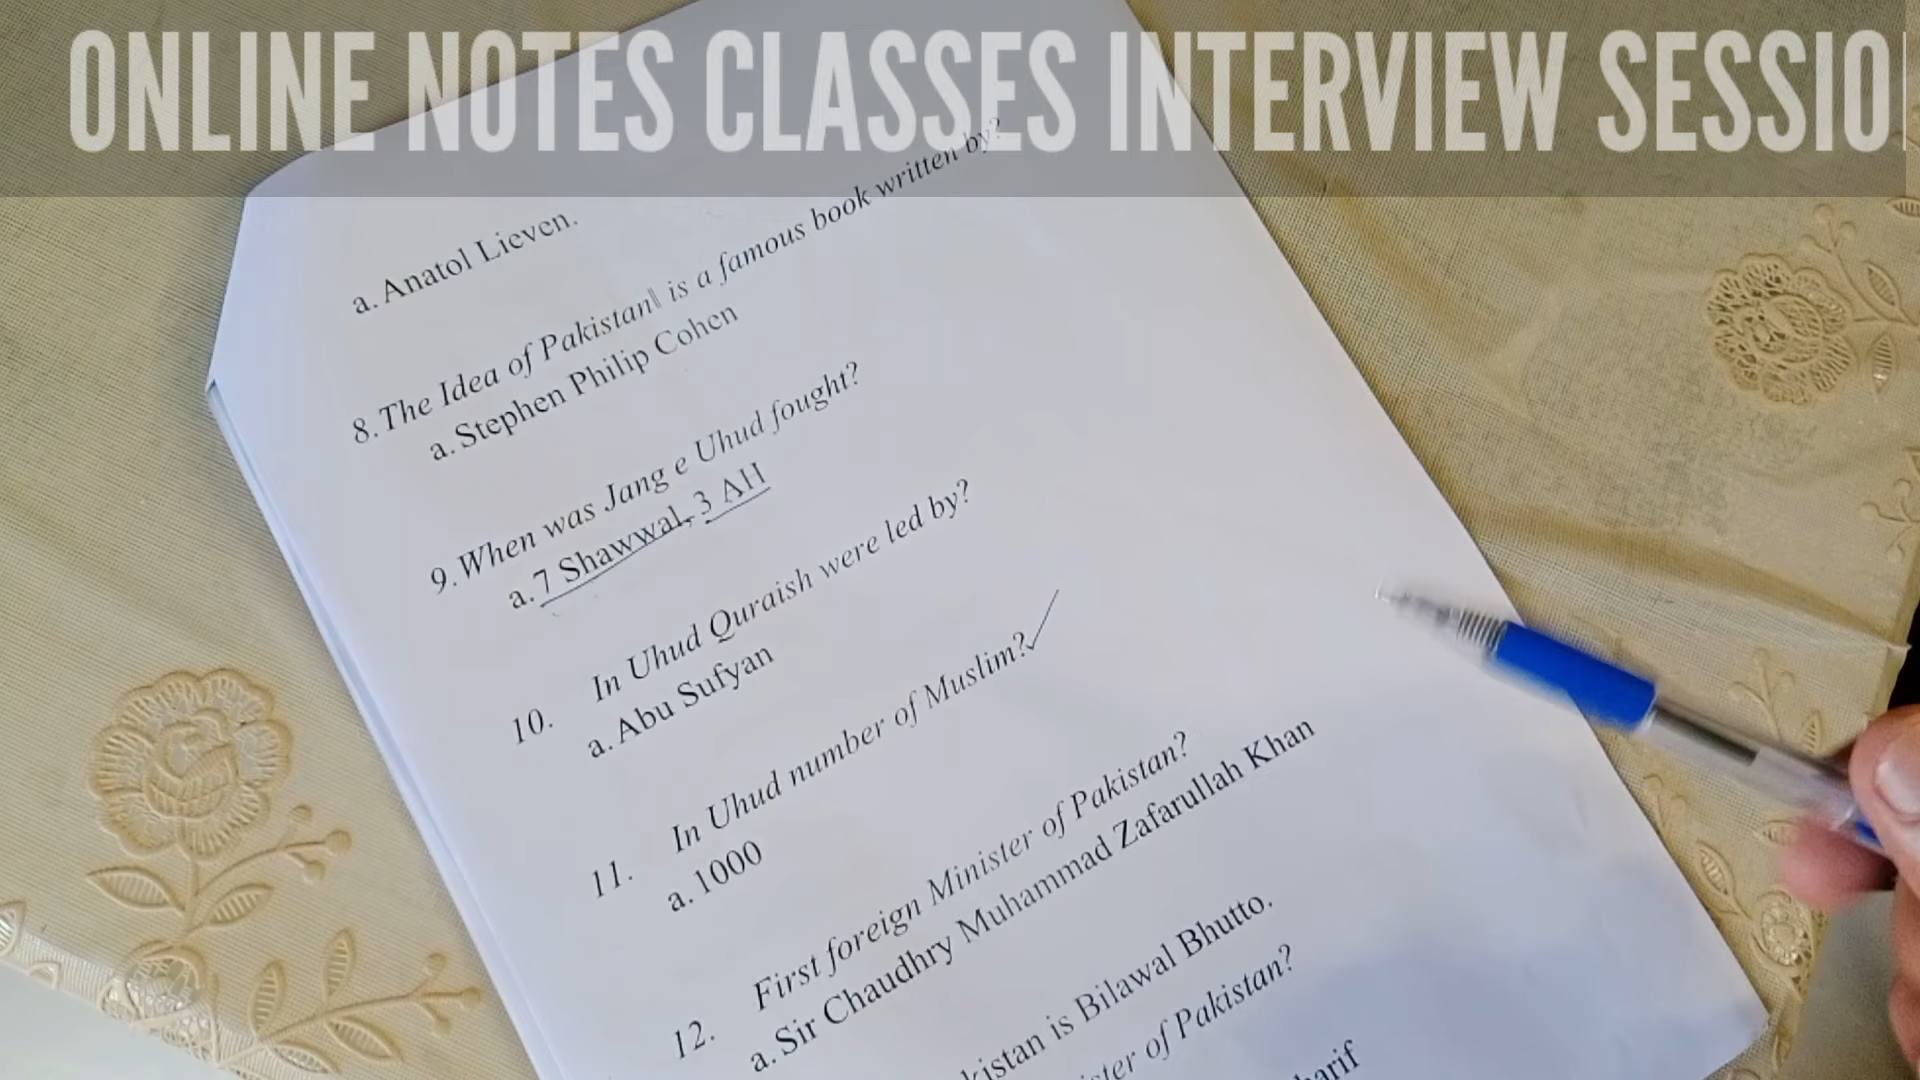 ONLINE NOTES CLASSES INTERVIEW SESSIO
a. Anatol Lieven.
8. The Idea of Pakistan‖ is a famous book written by?
a. Stephen Philip Cohen
9. When was Jang e Uhud fought?
a. 7 Shawwal, 3 AH
10. In Uhud Quraish were led by?
a. Abu Sufyan
11. In Uhud number of Muslim?
a. 1000
12. First foreign Minister of Pakistan?
a. Sir Chaudhry Muhammad Zafarullah Khan
is Bilawal Bhutto.
of Pakistan?